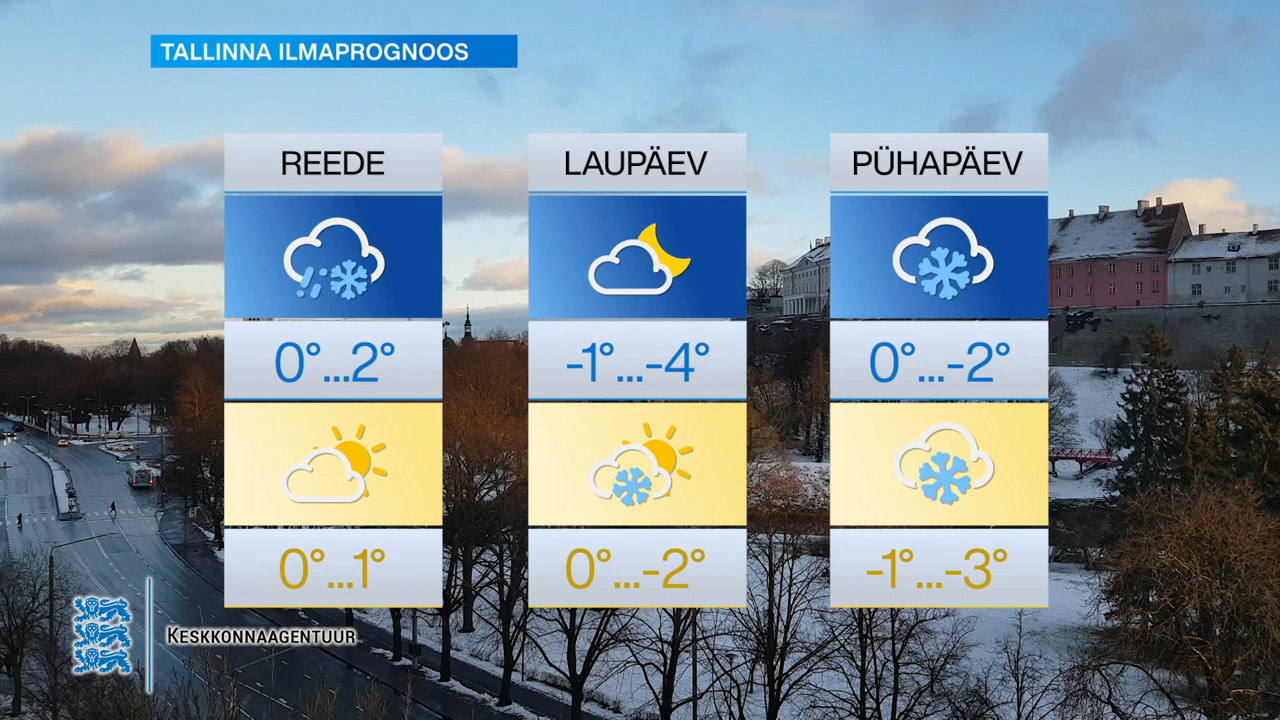 TALLINNA ILMAPROGNOOS
REEDE
0°...2°
0°...1°
LAUPÄEV
-1°...-4°
0°...-2°
PÜHAPÄEV
0°...-2°
-1°...-3°
KESKKONNAAGENTUUR